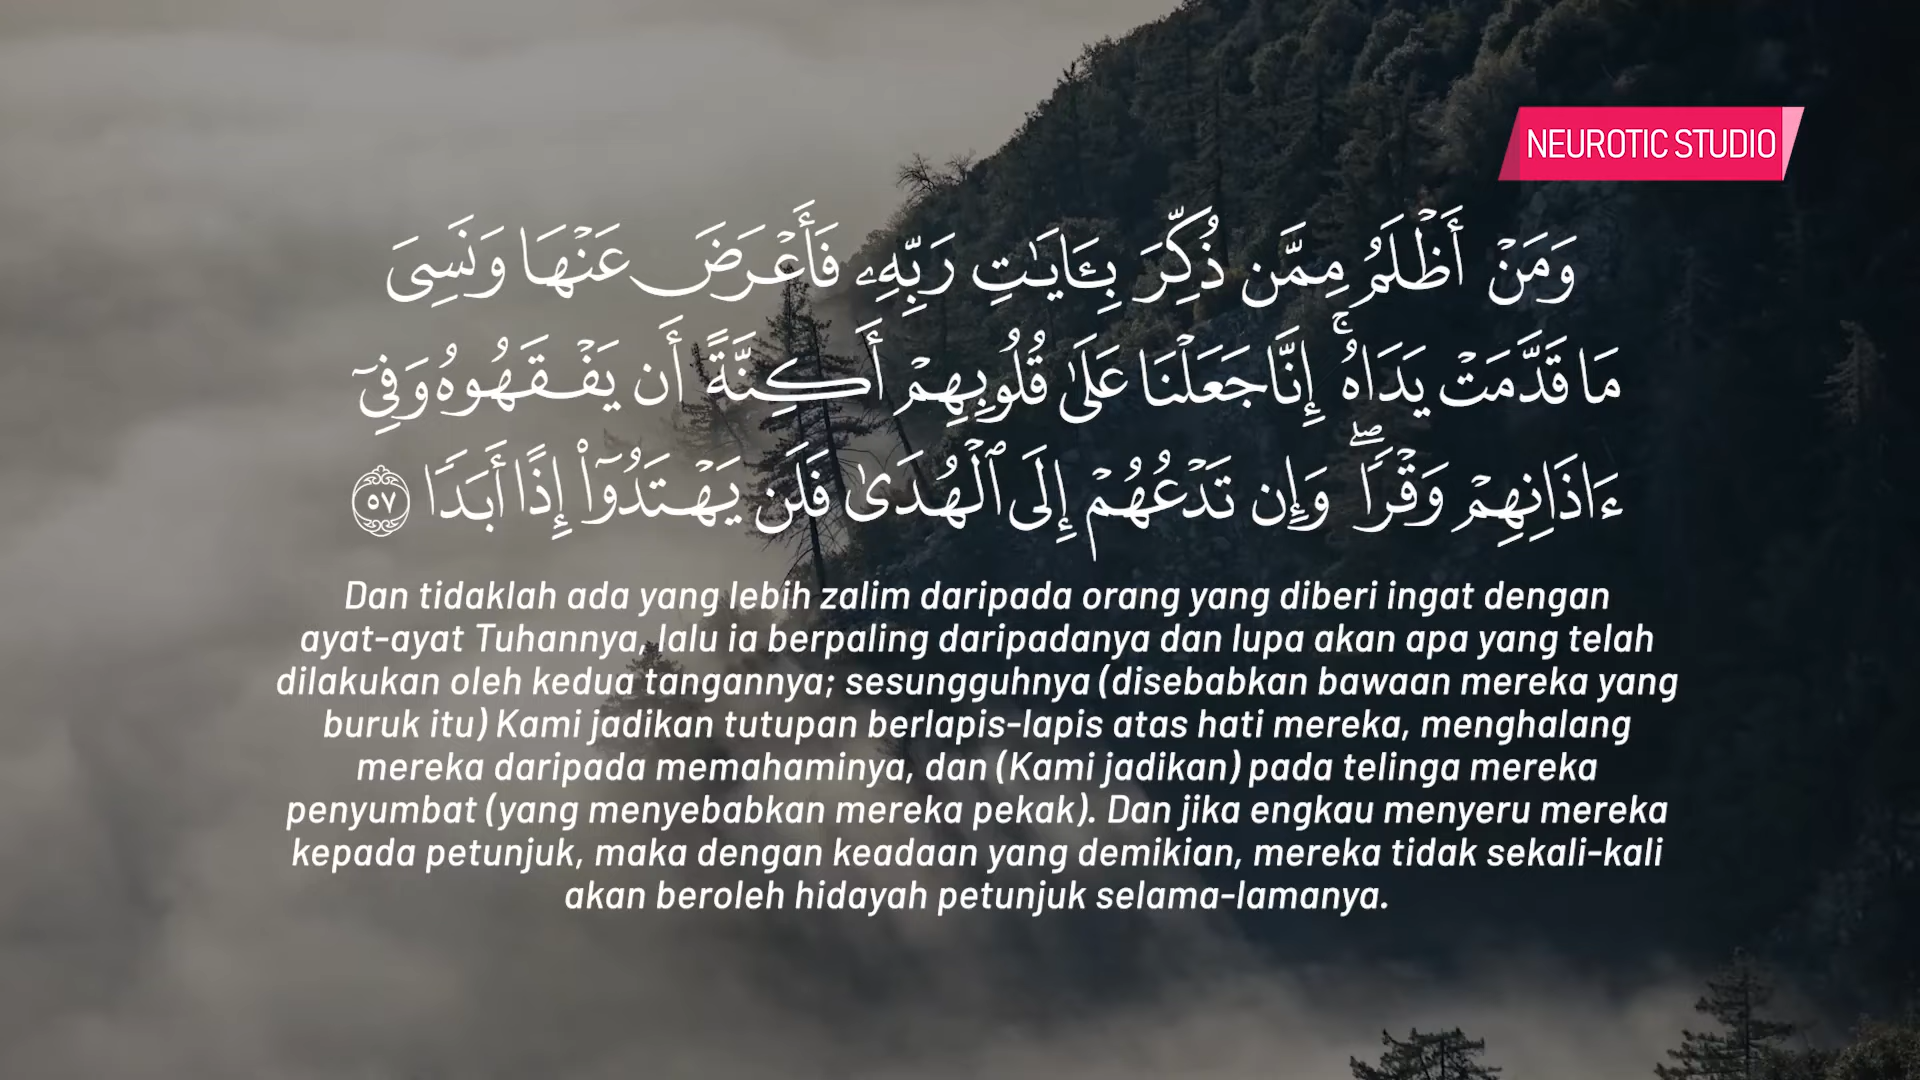 NEUROTIC STUDIO
وَمَنْ أَظْلَمُ مِمَّن ذُكِّرَ بِـَٔايَـٰتِ رَبِّهِۦ فَأَعْرَضَ عَنْهَا وَنَسِىَ
مَا قَدَّمَتْ يَدَاهُ ۚ إِنَّا جَعَلْنَا عَلَىٰ قُلُوبِهِمْ أَكِنَّةً أَن يَفْقَهُوهُ وَفِىٓ
ءَاذَانِهِمْ وَقْرًا ۖ وَإِن تَدْعُهُمْ إِلَى ٱلْهُدَىٰ فَلَن يَهْتَدُوٓا۟ إِذًا أَبَدًا ٥٧
Dan tidaklah ada yang lebih zalim daripada orang yang diberi ingat dengan
ayat-ayat Tuhannya, lalu ia berpaling daripadanya dan lupa akan apa yang telah
dilakukan oleh kedua tangannya; sesungguhnya (disebabkan bawaan mereka yang
buruk itu) Kami jadikan tutupan berlapis-lapis atas hati mereka, menghalang
mereka daripada memahaminya, dan (Kami jadikan) pada telinga mereka
penyumbat (yang menyebabkan mereka pekak). Dan jika engkau menyeru mereka
kepada petunjuk, maka dengan keadaan yang demikian, mereka tidak sekali-kali
akan beroleh hidayah petunjuk selama-lamanya.